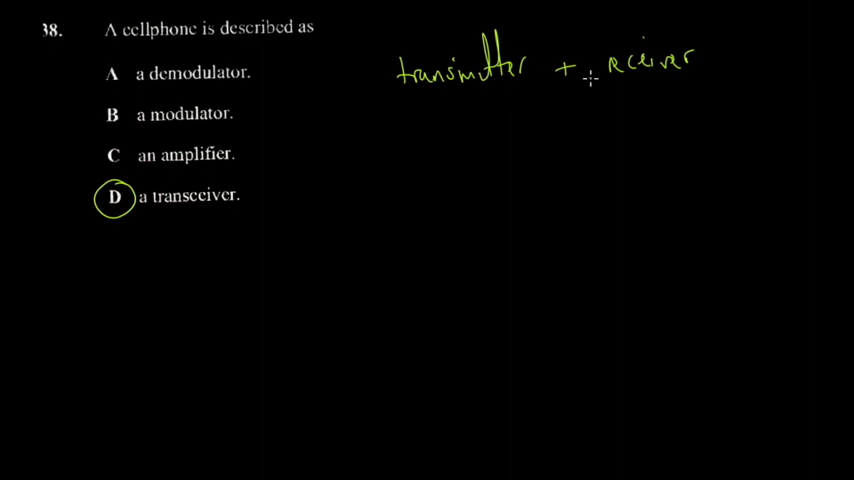 38. A cellphone is described as
transmitter + receiver
A a demodulator.
B a modulator.
C an amplifier.
D a transceiver.